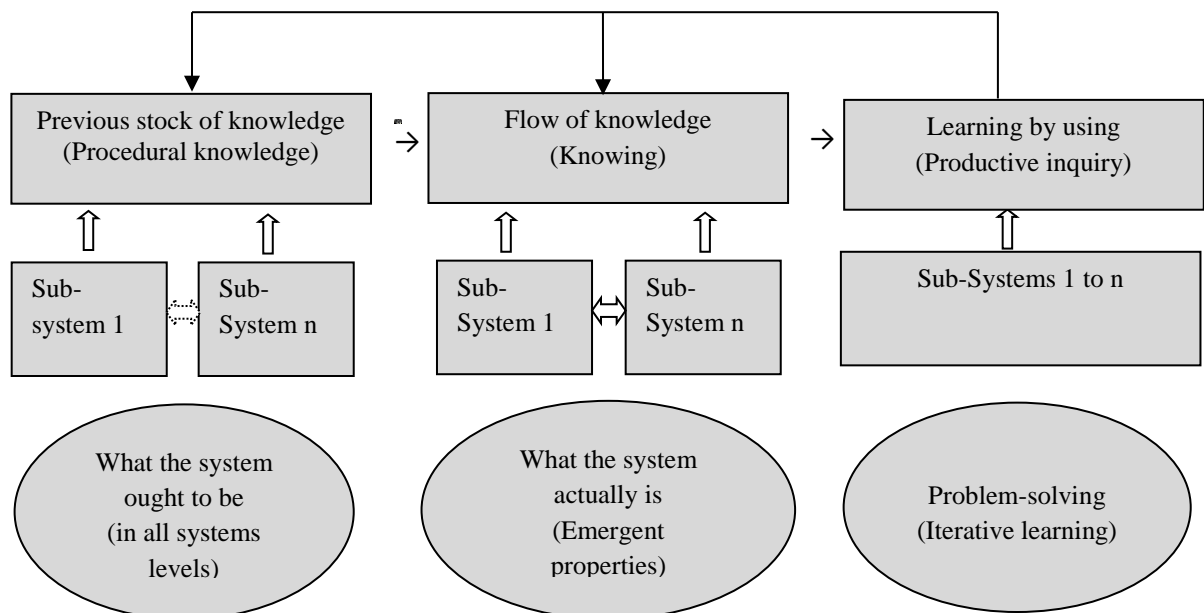 Previous stock of knowledge
(Procedural knowledge)
Flow of knowledge
(Knowing)
Learning by using
(Productive inquiry)
Sub-
system 1
Sub-
System n
Sub-
System 1
Sub-
System n
Sub-Systems 1 to n
What the system
ought to be
(in all systems
levels)
What the system
actually is
(Emergent
properties)
Problem-solving
(Iterative learning)